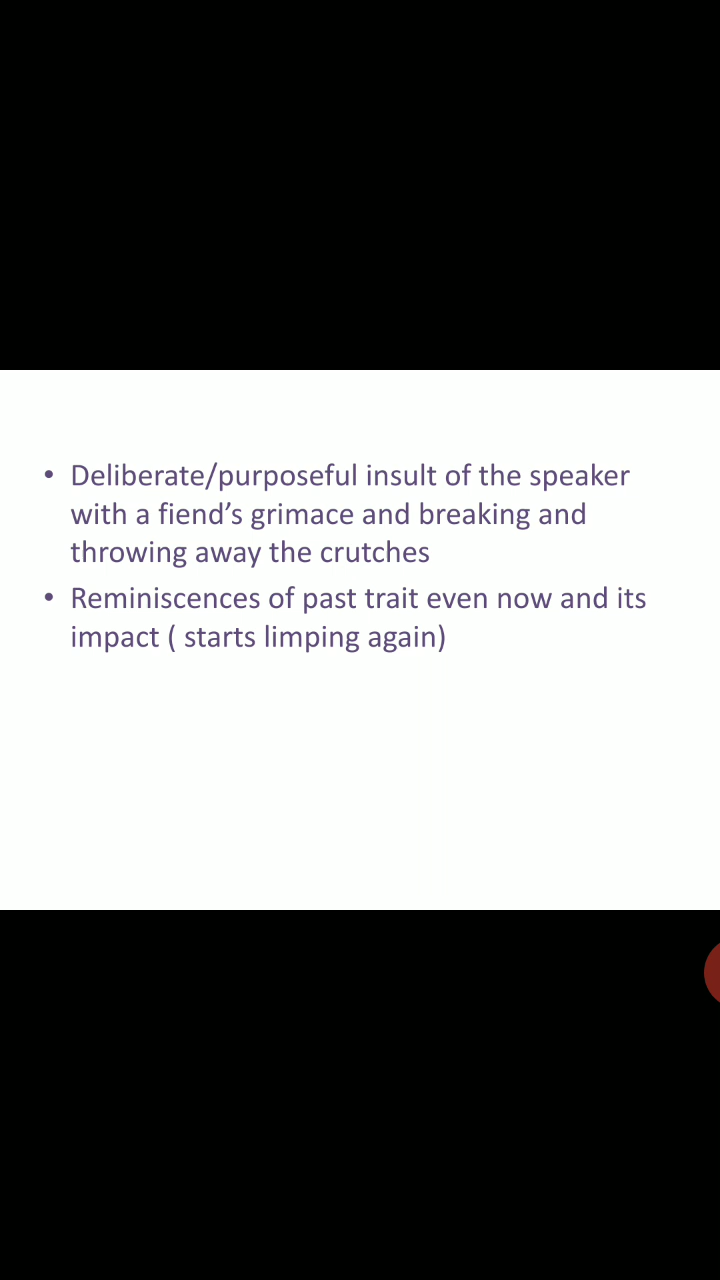 • Deliberate/purposeful insult of the speaker
with a fiend’s grimace and breaking and
throwing away the crutches
• Reminiscences of past trait even now and its
impact ( starts limping again)